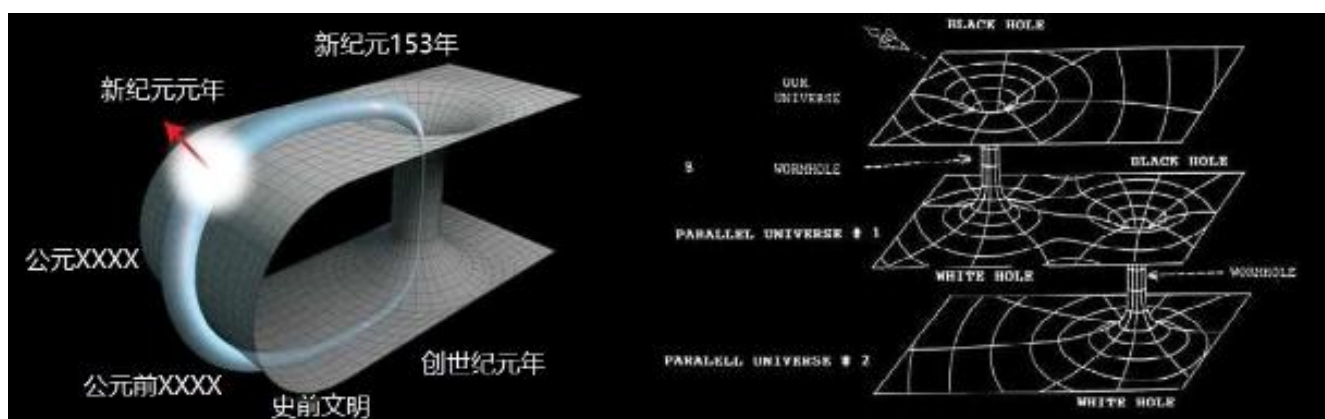 新纪元153年
新纪元元年
公元XXXX
公元前XXXX
史前文明
创世纪元年
BLACK HOLE
OUR
UNIVERSE
B
WORMHOLE
BLACK HOLE
PARALLEL UNIVERSE # 1
WHITE HOLE
WORMHOLE
PARALELL UNIVERSE # 2
WHITE HOLE